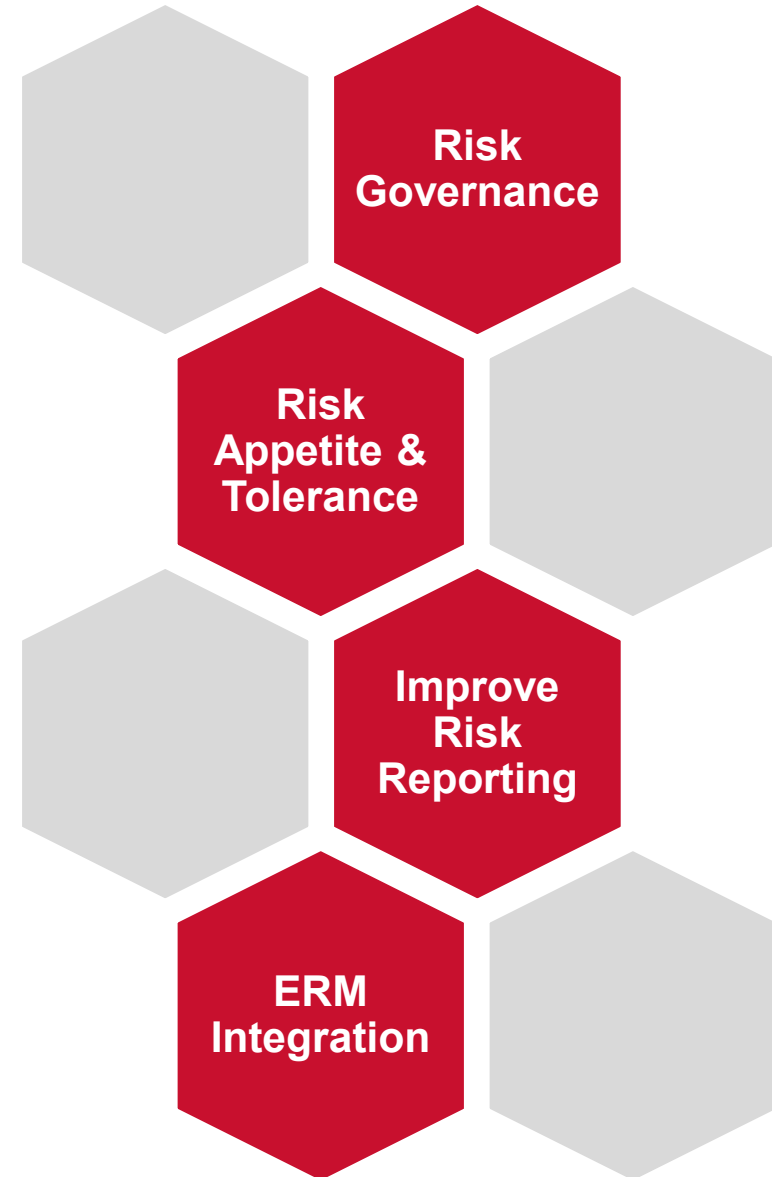 Risk
Governance
Risk
Appetite &
Tolerance
Improve
Risk
Reporting
ERM
Integration